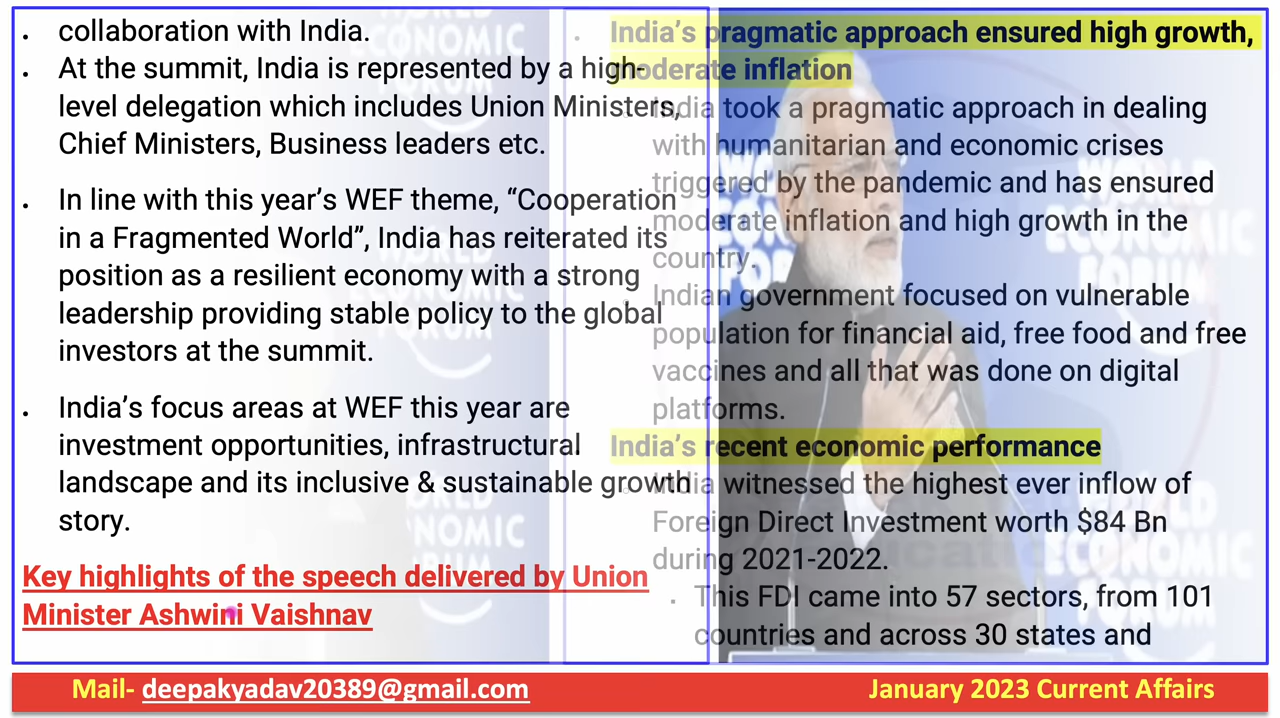 collaboration with India.
At the summit, India is represented by a high-
level delegation which includes Union Ministers,
Chief Ministers, Business leaders etc.
In line with this year's WEF theme, “Cooperation
in a Fragmented World”, India has reiterated its
position as a resilient economy with a strong
leadership providing stable policy to the global
investors at the summit.
India's focus areas at WEF this year are
investment opportunities, infrastructural
landscape and its inclusive & sustainable growth
story.
Key highlights of the speech delivered by Union
Minister Ashwini Vaishnav
India's pragmatic approach ensured high growth,
moderate inflation
India took a pragmatic approach in dealing
with humanitarian and economic crises
triggered by the pandemic and has ensured
moderate inflation and high growth in the
country.
Indian government focused on vulnerable
population for financial aid, free food and free
vaccines and all that was done on digital
platforms.
India's recent economic performance
India witnessed the highest ever inflow of
Foreign Direct Investment worth $84 Bn
during 2021-2022.
This FDI came into 57 sectors, from 101
countries and across 30 states and
WORLD
ECONOMIC
FORUM
Mail- deepakyadav20389@gmail.com
January 2023 Current Affairs